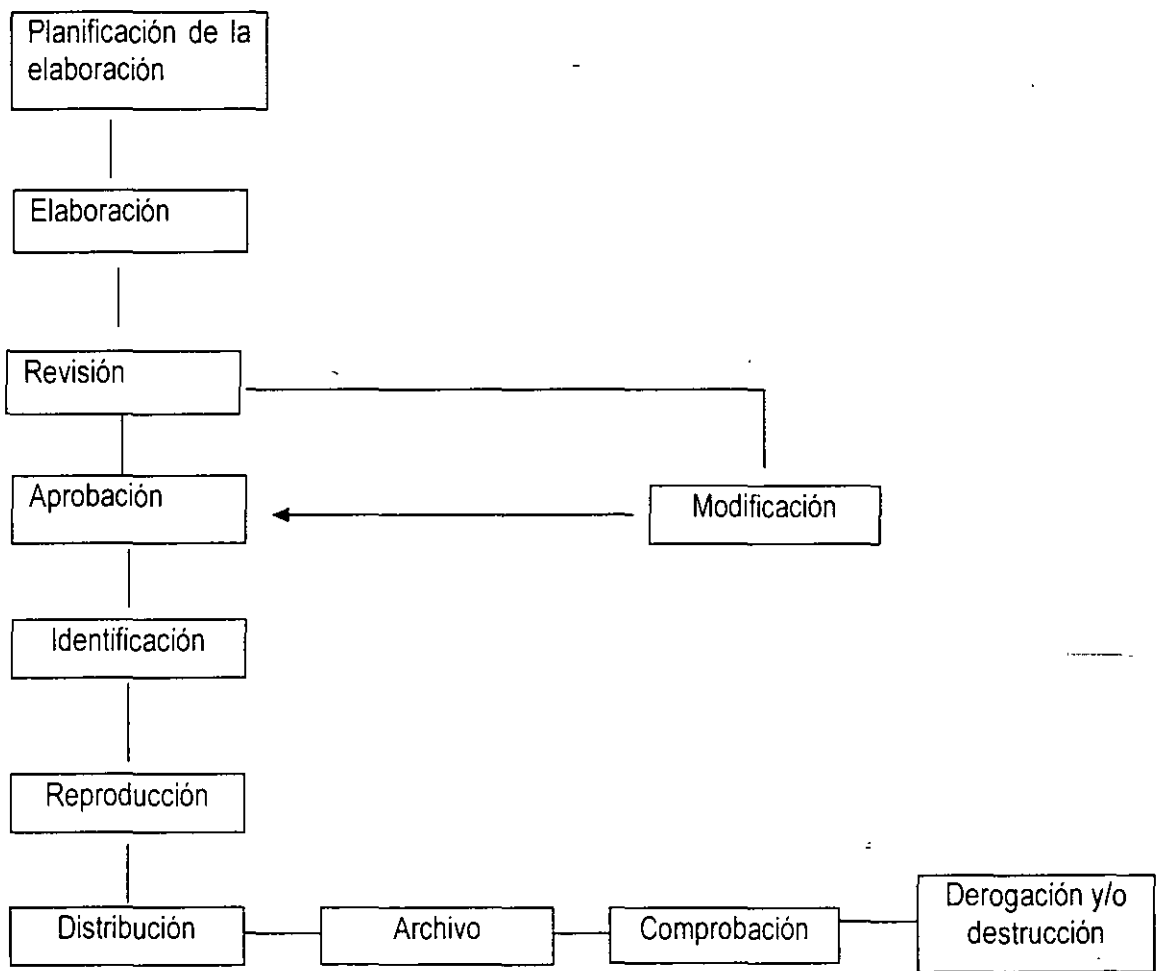 Planificación de la
elaboración
Elaboración
Revisión
Aprobación
Modificación
Identificación
Reproducción
Distribución
Archivo
Comprobación
Derogación y/o
destrucción